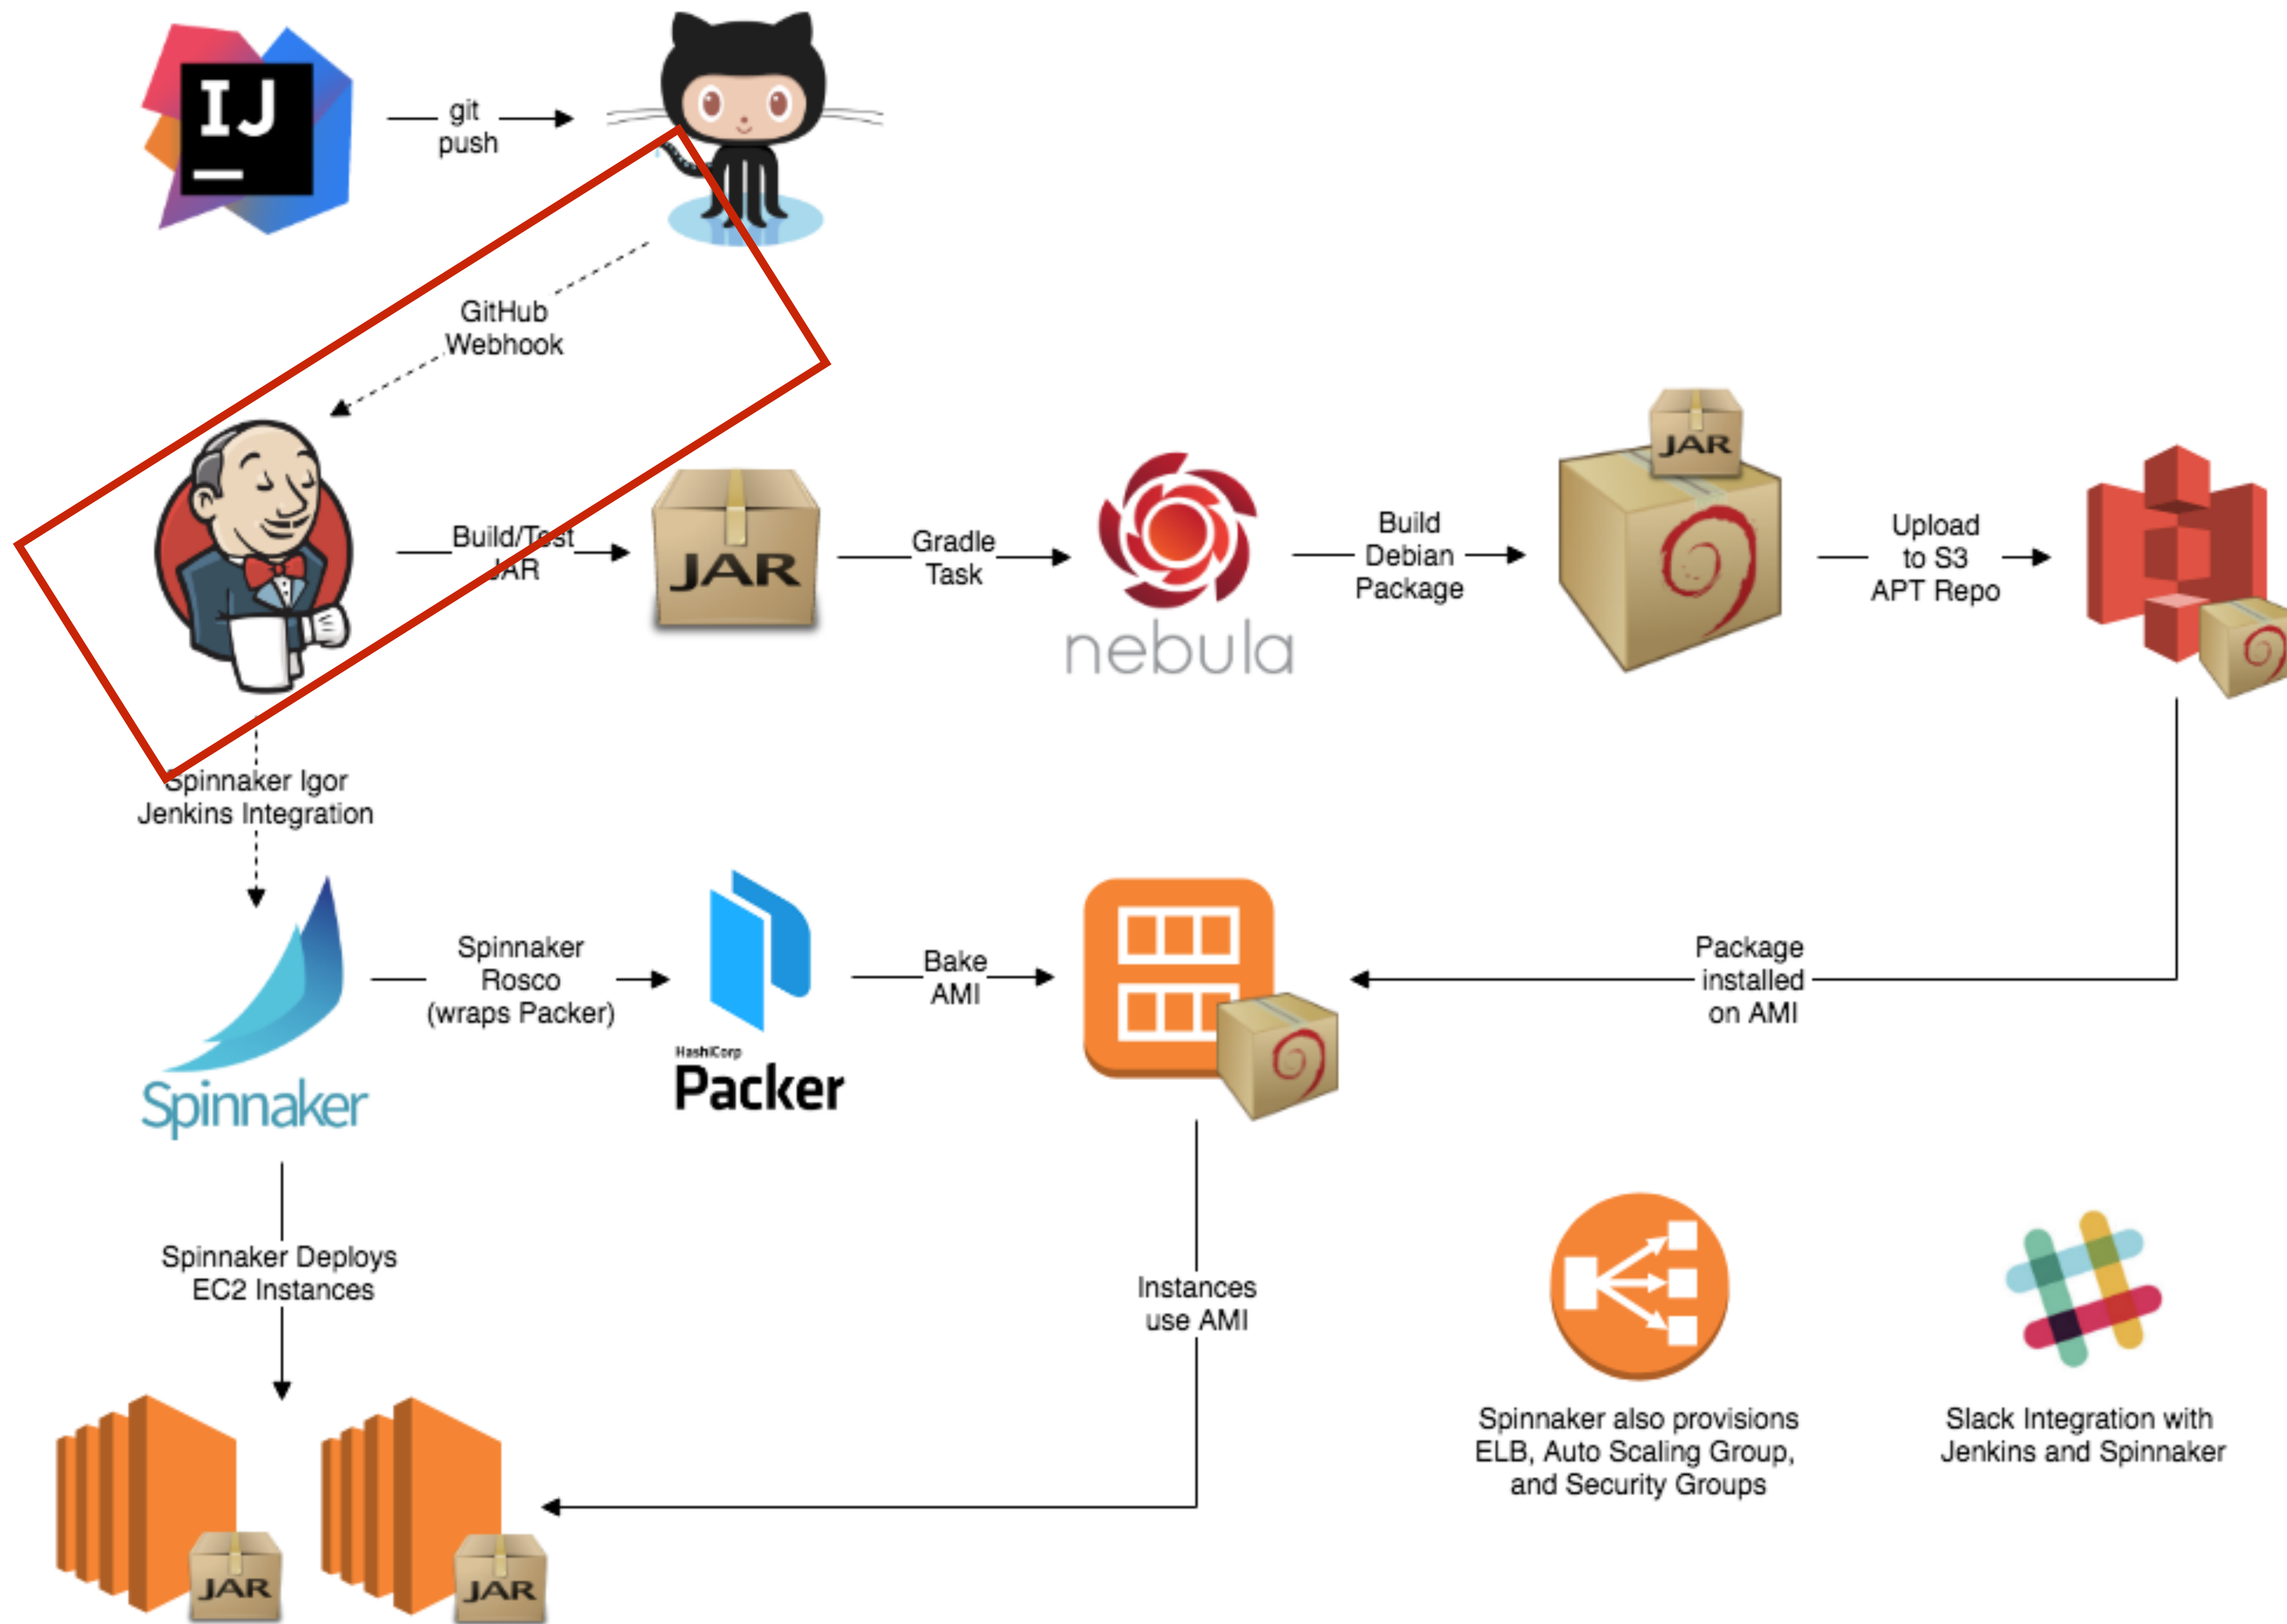 IJ
git
push
GitHub
Webhook
Build/Test
JAR
JAR
Gradle
Task
nebula
Build
Debian
Package
JAR
Upload
to S3
APT Repo
Spinnaker Igor
Jenkins Integration
Spinnaker
Spinnaker
Rosco
(wraps Packer)
HashiCorp
Packer
Bake
AMI
Package
installed
on AMI
Spinnaker Deploys
EC2 Instances
Instances
use AMI
Spinnaker also provisions
ELB, Auto Scaling Group,
and Security Groups
Slack Integration with
Jenkins and Spinnaker
JAR
JAR